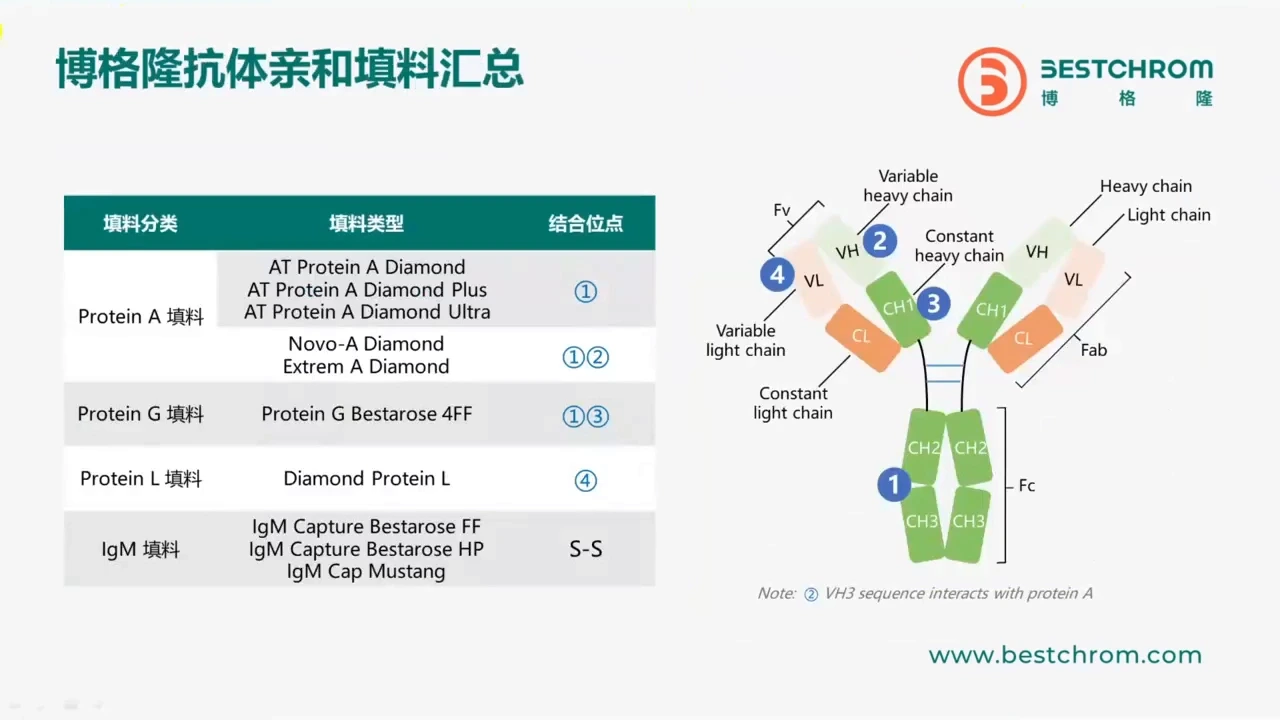 博格隆抗体亲和填料汇总
BESTCHROM
博格隆
填料分类 填料类型 结合位点
Protein A 填料
AT Protein A Diamond
AT Protein A Diamond Plus
AT Protein A Diamond Ultra
①
Novo-A Diamond
Extrem A Diamond
①②
Protein G 填料 Protein G Bestarose 4FF ①③
Protein L 填料 Diamond Protein L ④
IgM 填料
IgM Capture Bestarose FF
IgM Capture Bestarose HP
IgM Cap Mustang
S-S
Variable
heavy chain
Fv
VH
2
Constant
heavy chain
4
VL
CH1
3
CL
Variable
light chain
Constant
light chain
Heavy chain
Light chain
VH
VL
CH1
CL
Fab
CH2 CH2
1
Fc
CH3 CH3
Note: ② VH3 sequence interacts with protein A
www.bestchrom.com